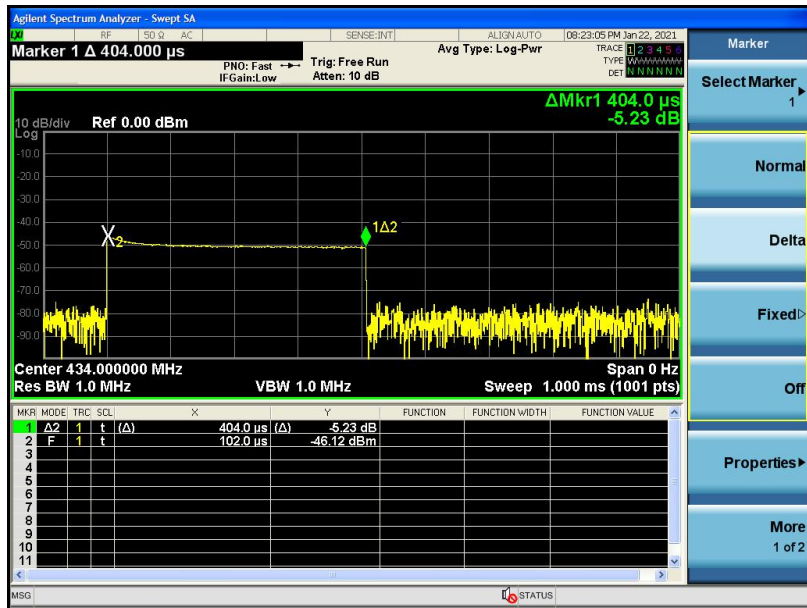 Agilent Spectrum Analyzer - Swept SA
LXI RF 50 Ω AC SENSE:INT ALIGN AUTO 08:23:05 PM Jan 22, 2021
Marker 1 Δ 404.000 µs
PNO: Fast
IFGain:Low
Trig: Free Run
Atten: 10 dB
Avg Type: Log-Pwr
TRACE 1 2 3 4 5 6
TYPE WWWWWW
DET N N N N N N
ΔMkr1 404.0 µs
-5.23 dB
10 dB/div Ref 0.00 dBm
Log
-10.0
-20.0
-30.0
-40.0
-50.0
-60.0
-70.0
-80.0
-90.0
2
1Δ2
Center 434.000000 MHz Span 0 Hz
Res BW 1.0 MHz VBW 1.0 MHz Sweep 1.000 ms (1001 pts)
MKR MODE TRC SCL X Y FUNCTION FUNCTION WIDTH FUNCTION VALUE
1 Δ2 1 t (Δ) 404.0 µs (Δ) -5.23 dB
2 F 1 t 102.0 µs -46.12 dBm
3
4
5
6
7
8
9
10
11
MSG STATUS
Marker
Select Marker
1
Normal
Delta
Fixed
Off
Properties
More
1 of 2